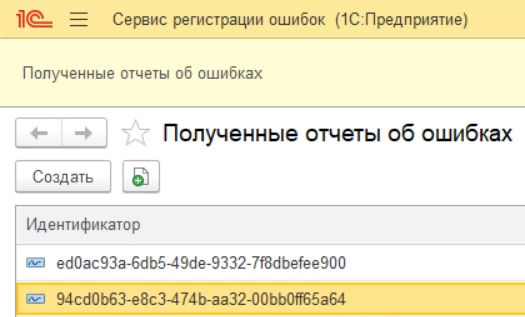 1С Сервис регистрации ошибок (1С:Предприятие)
Полученные отчеты об ошибках
Полученные отчеты об ошибках
Создать
Идентификатор
ed0ac93a-6db5-49de-9332-7f8dbefee900
94cd0b63-e8c3-474b-aa32-00bb0ff65a64